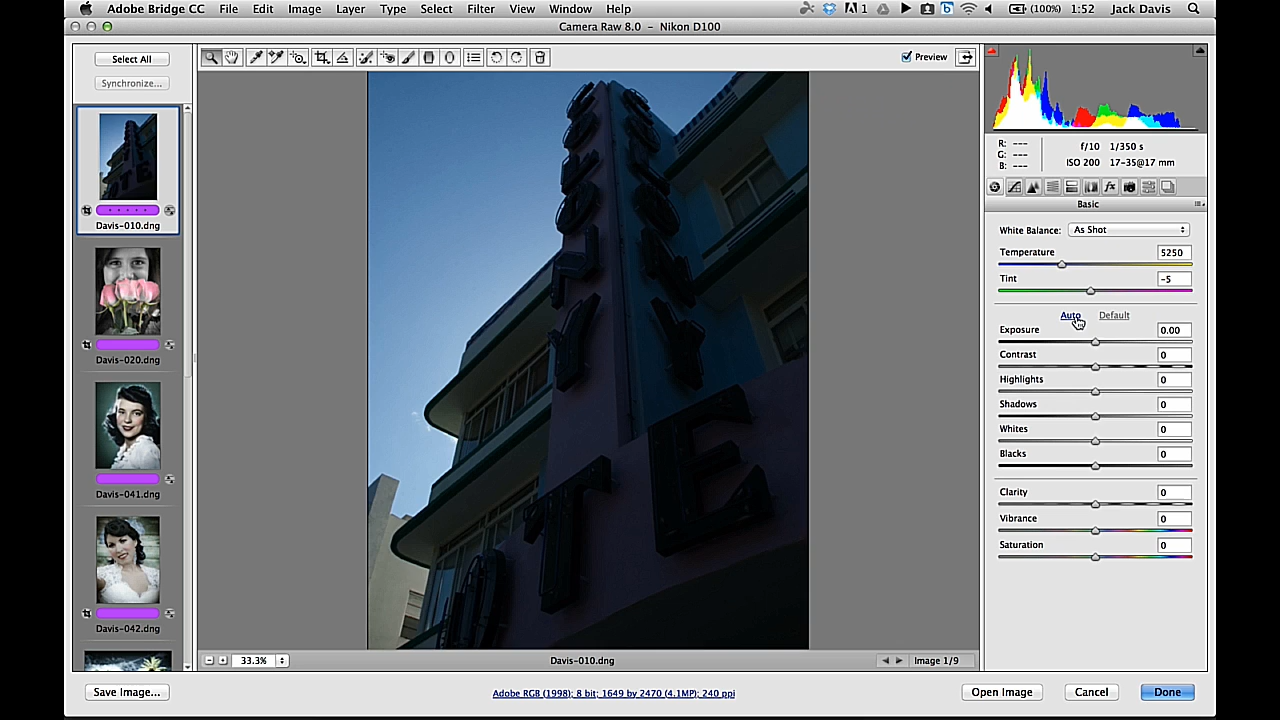 Adobe Bridge CC File Edit Image Layer Type Select Filter View Window Help 1 (100%) 1:52 Jack Davis
Camera Raw 8.0 - Nikon D100
Select All
Synchronize...
Preview
Davis-010.dng
Davis-020.dng
Davis-041.dng
Davis-042.dng
COLONY
COLONY
TE
33.3%
Davis-010.dng
Image 1/9
R: ---
G: ---
B: ---
f/10 1/350 s
ISO 200 17-35@17 mm
fx
Basic
White Balance: As Shot
Temperature 5250
Tint -5
Auto Default
Exposure 0.00
Contrast 0
Highlights 0
Shadows 0
Whites 0
Blacks 0
Clarity 0
Vibrance 0
Saturation 0
Save Image...
Adobe RGB (1998); 8 bit; 1649 by 2470 (4.1MP); 240 ppi
Open Image
Cancel
Done